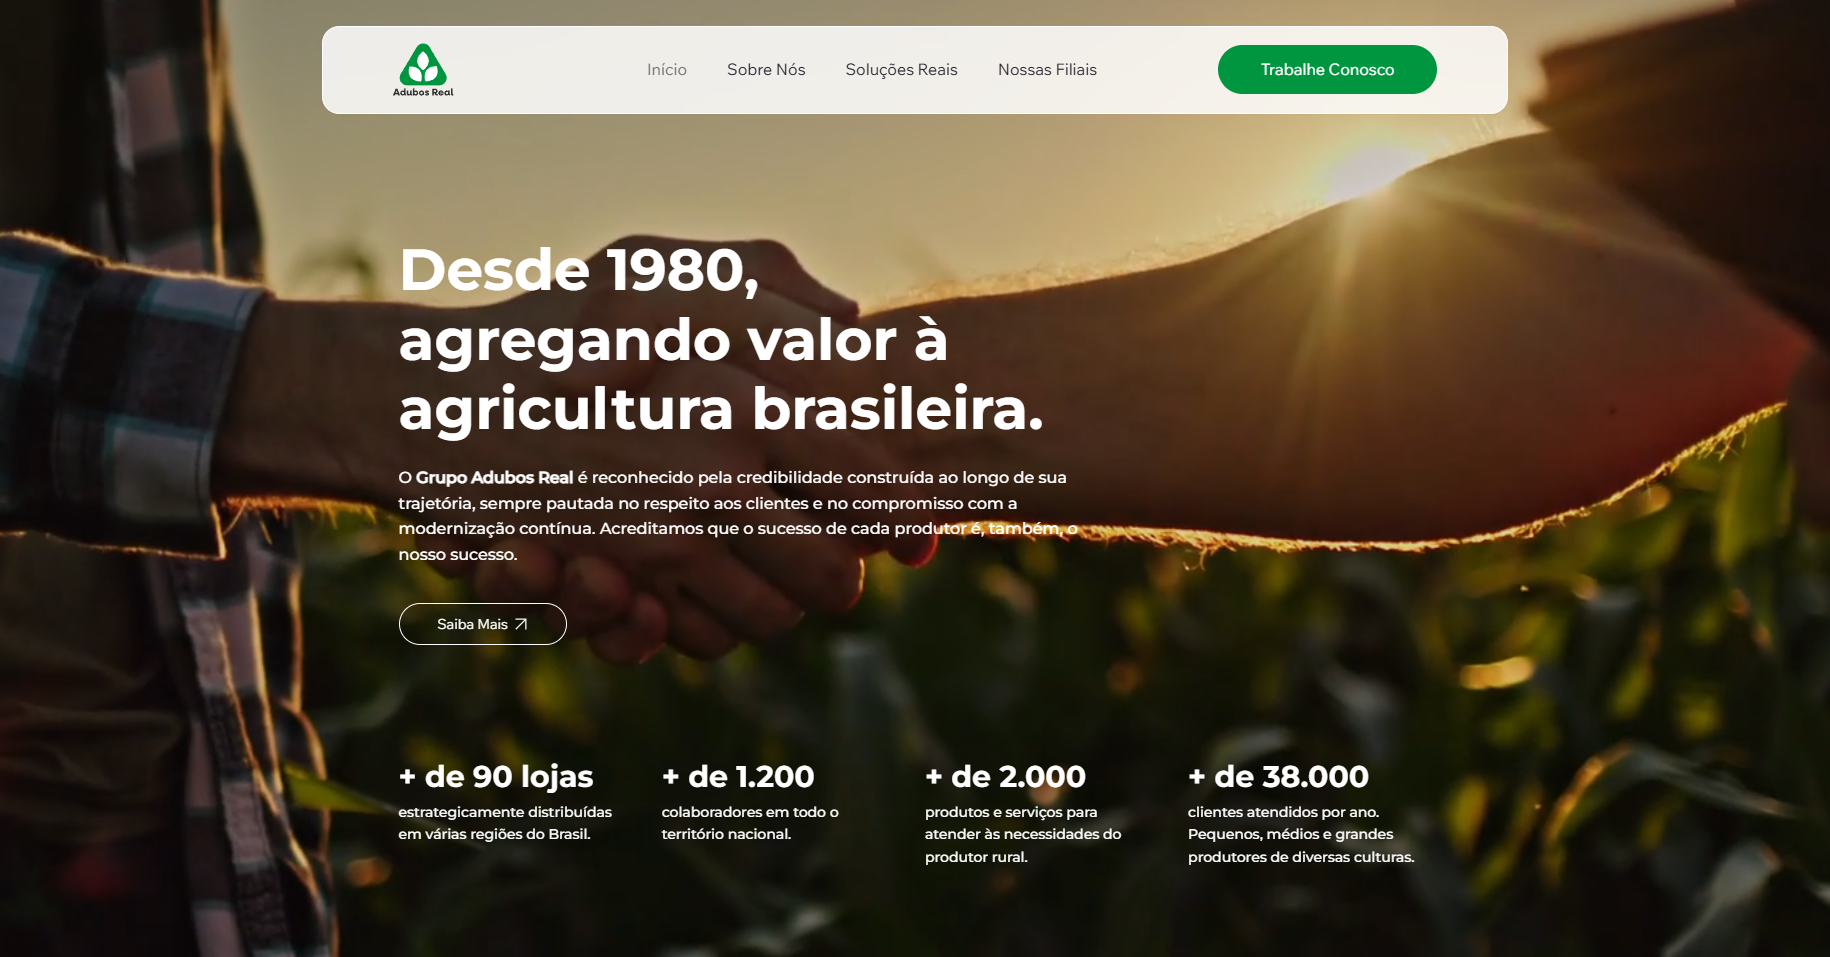 Adubos Real
Início
Sobre Nós
Soluções Reais
Nossas Filiais
Trabalhe Conosco
Desde 1980,
agregando valor à
agricultura brasileira.
O Grupo Adubos Real é reconhecido pela credibilidade construída ao longo de sua
trajetória, sempre pautada no respeito aos clientes e no compromisso com a
modernização contínua. Acreditamos que o sucesso de cada produtor é, também, o
nosso sucesso.
Saiba Mais
+ de 90 lojas
estrategicamente distribuídas
em várias regiões do Brasil.
+ de 1.200
colaboradores em todo o
território nacional.
+ de 2.000
produtos e serviços para
atender às necessidades do
produtor rural.
+ de 38.000
clientes atendidos por ano.
Pequenos, médios e grandes
produtores de diversas culturas.